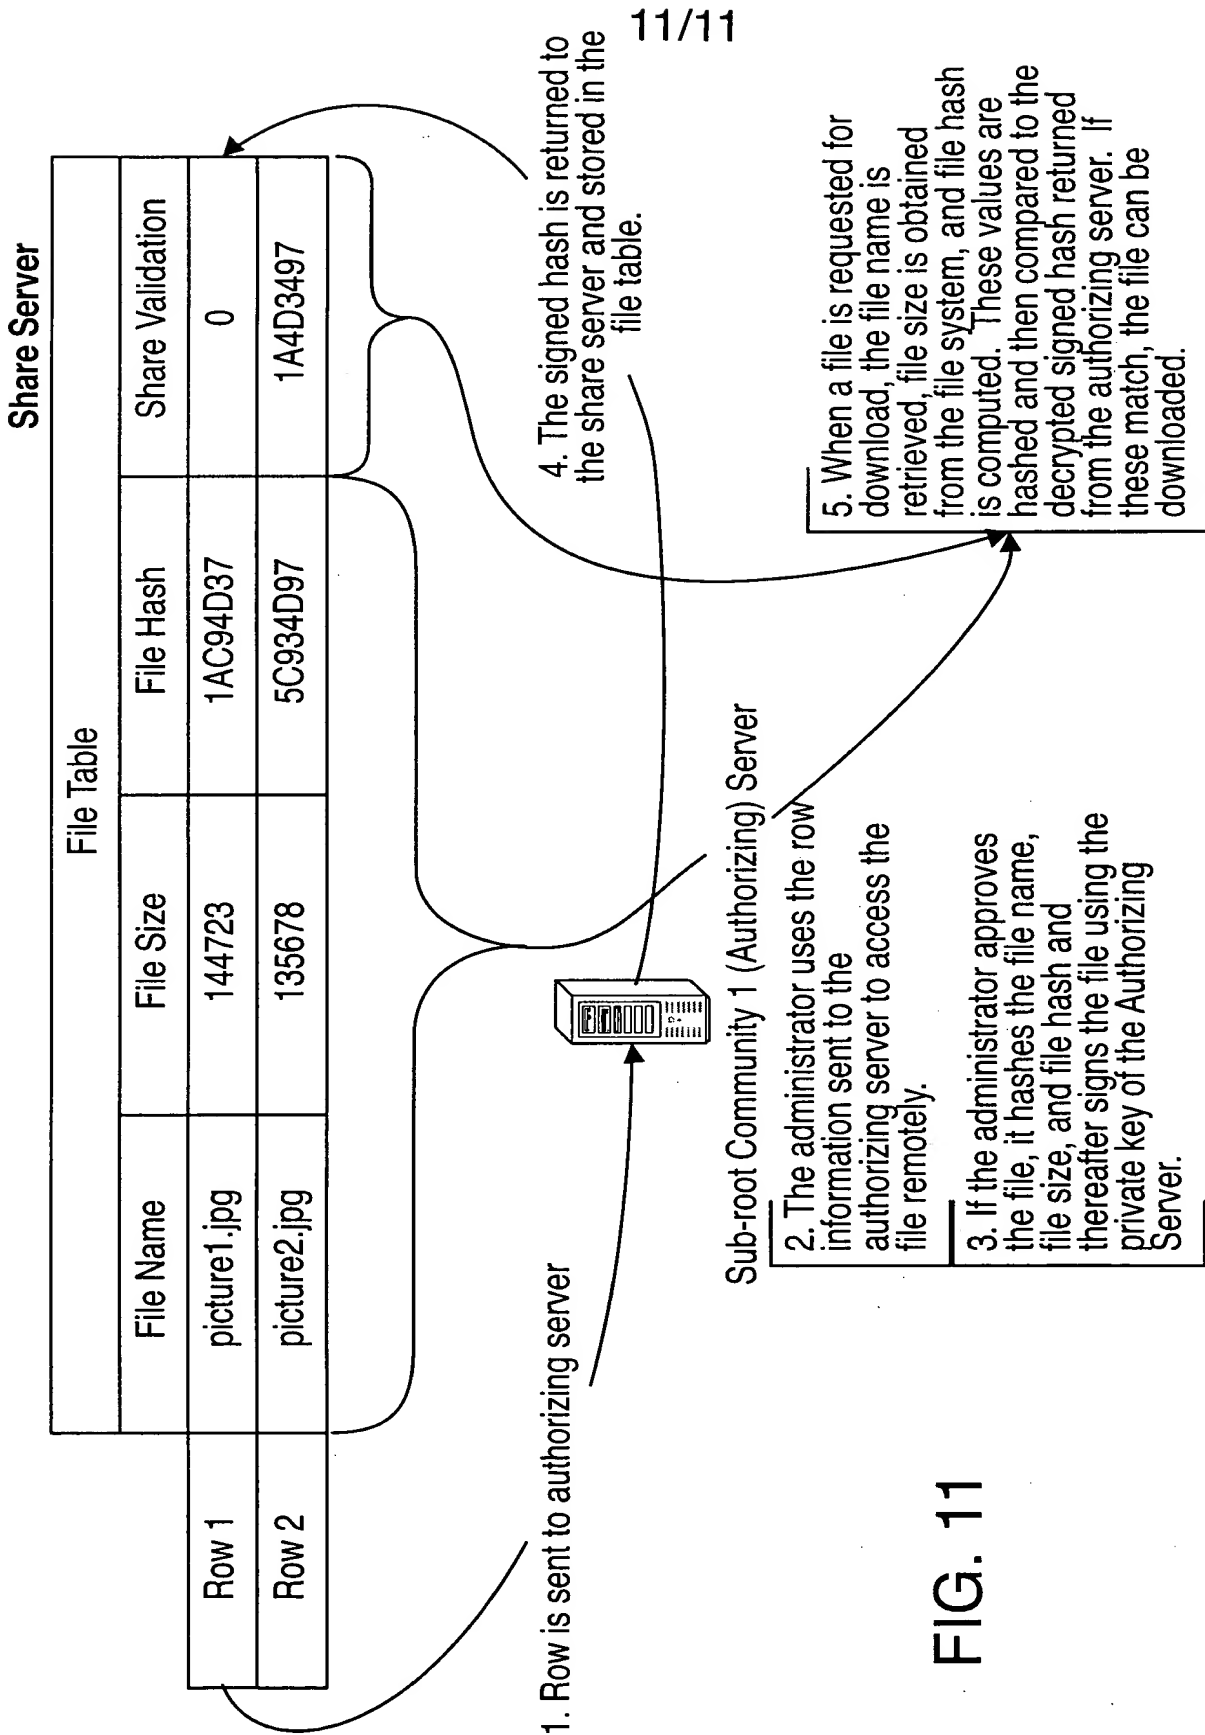 11/11
Share Server
File Table
File Name File Size File Hash Share Validation
Row 1 picture1.jpg 144723 1AC94D37 0
Row 2 picture2.jpg 135678 5C934D97 1A4D3497
1. Row is sent to authorizing server
Sub-root Community 1 (Authorizing) Server
2. The administrator uses the row
information sent to the
authorizing server to access the
file remotely.
3. If the administrator approves
the file, it hashes the file name,
file size, and file hash and
thereafter signs the file using the
private key of the Authorizing
Server.
4. The signed hash is returned to
the share server and stored in the
file table.
5. When a file is requested for
download, the file name is
retrieved, file size is obtained
from the file system, and file hash
is computed. These values are
hashed and then compared to the
decrypted signed hash returned
from the authorizing server. If
these match, the file can be
downloaded.
FIG. 11